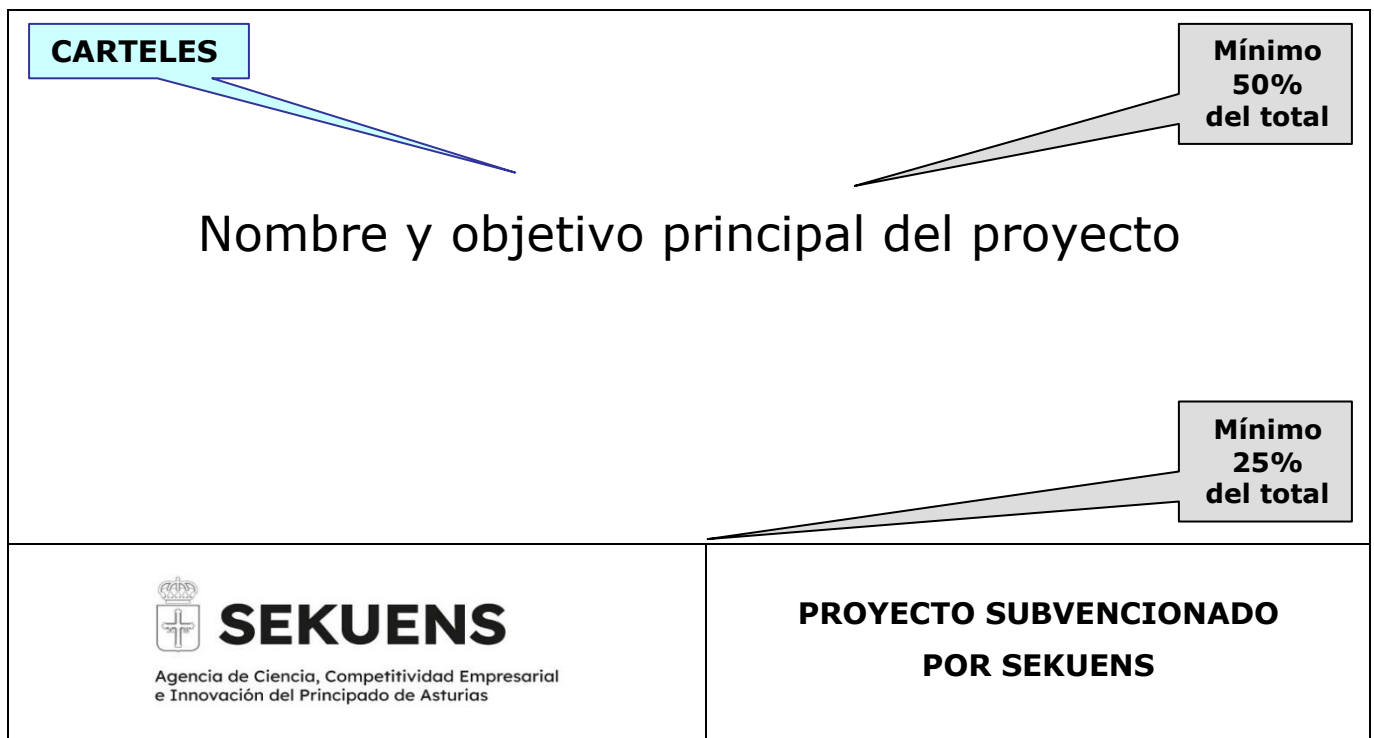 CARTELES
Mínimo
50%
del total
Nombre y objetivo principal del proyecto
Mínimo
25%
del total
SEKUENS
Agencia de Ciencia, Competitividad Empresarial
e Innovación del Principado de Asturias
PROYECTO SUBVENCIONADO
POR SEKUENS